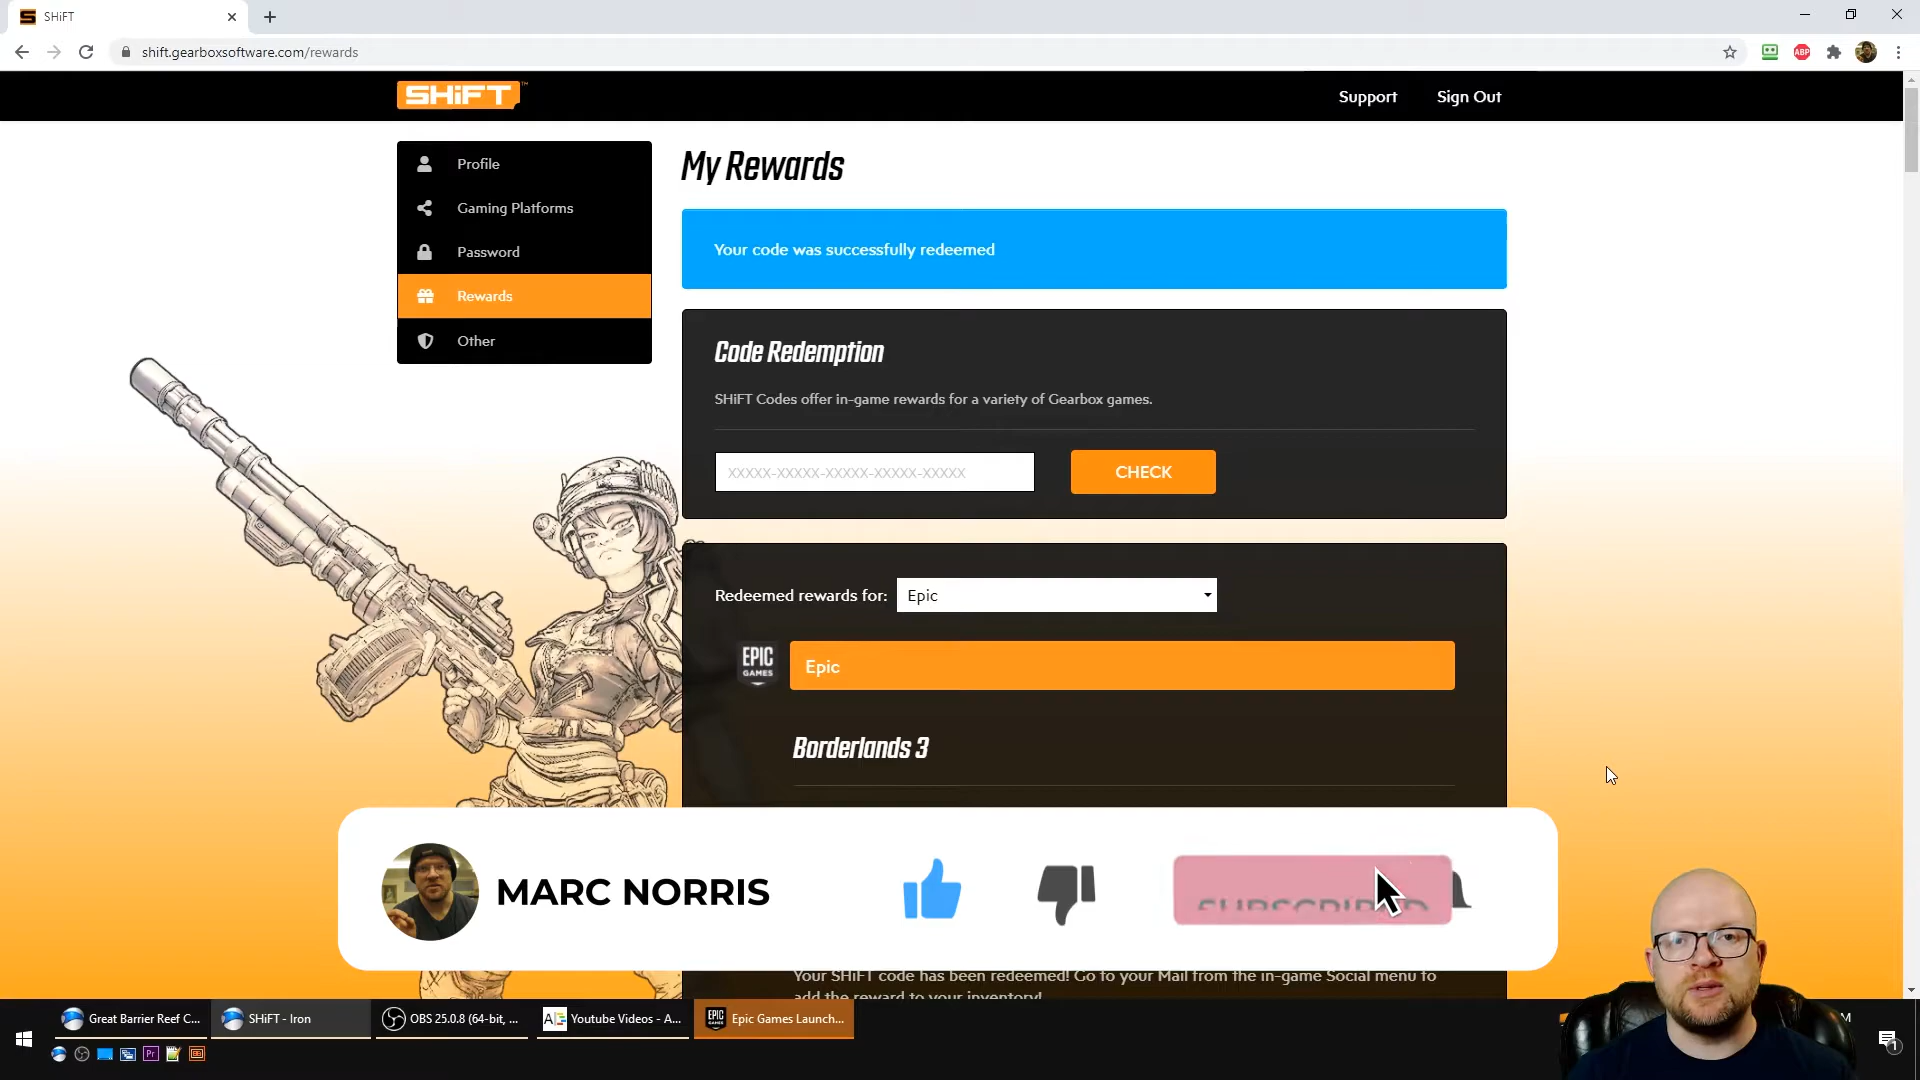 SHiFT
shift.gearboxsoftware.com/rewards
ABP
SHiFT
Support
Sign Out
Profile
Gaming Platforms
Password
Rewards
Other
My Rewards
Your code was successfully redeemed
Code Redemption
SHiFT Codes offer in-game rewards for a variety of Gearbox games.
XXXXX-XXXXX-XXXXX-XXXXX-XXXXX
CHECK
Redeemed rewards for:
Epic
EPIC
GAMES
Epic
Borderlands 3
MARC NORRIS
Your SHiFT code has been redeemed! Go to your Mail from the in-game Social menu to
add the reward to your inventory!
Great Barrier Reef C...
SHiFT - Iron
OBS 25.0.8 (64-bit, ...
Youtube Videos - A...
EPIC
Epic Games Launch...
Pr
1